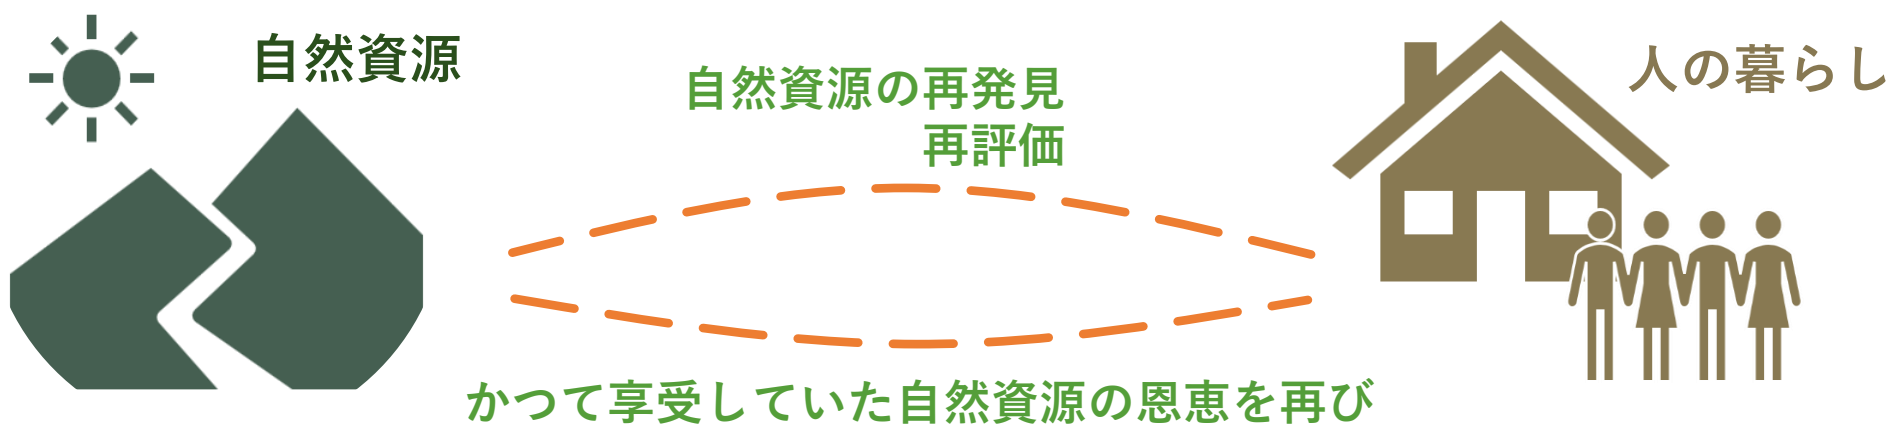 自然資源
自然資源の再発見
再評価
人の暮らし
かつて享受していた自然資源の恩恵を再び